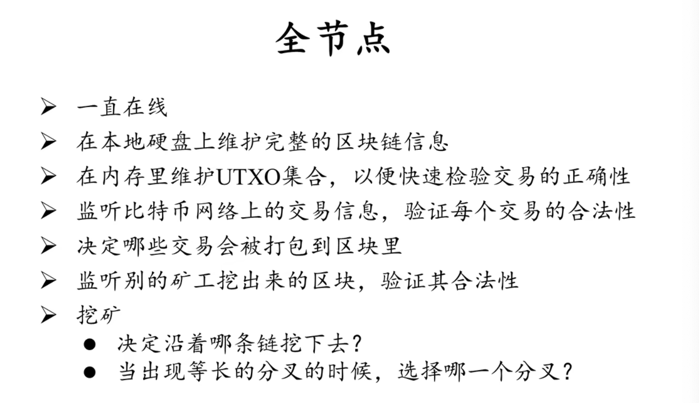 全节点
➤ 一直在线
➤ 在本地硬盘上维护完整的区块链信息
➤ 在内存里维护UTXO集合，以便快速检验交易的正确性
➤ 监听比特币网络上的交易信息，验证每个交易的合法性
➤ 决定哪些交易会被打包到区块里
➤ 监听别的矿工挖出来的区块，验证其合法性
➤ 挖矿
● 决定沿着哪条链挖下去？
● 当出现等长的分叉的时候，选择哪一个分叉？